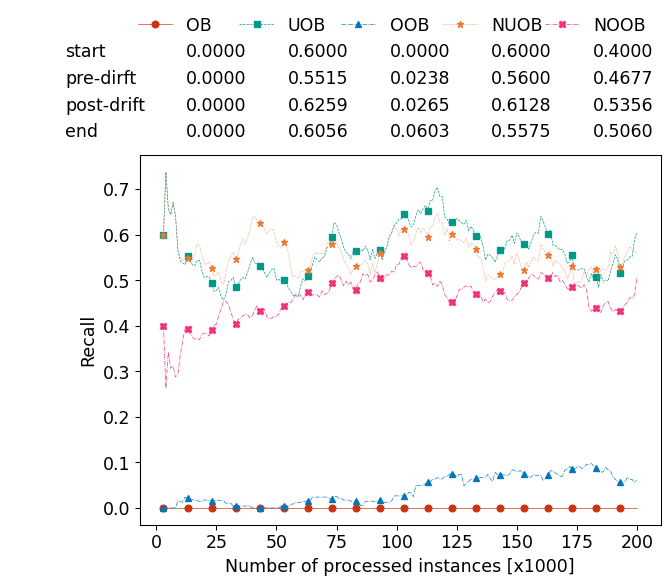 OB UOB OOB NUOB NOOB
start 0.0000 0.6000 0.0000 0.6000 0.4000
pre-dirft 0.0000 0.5515 0.0238 0.5600 0.4677
post-drift 0.0000 0.6259 0.0265 0.6128 0.5356
end 0.0000 0.6056 0.0603 0.5575 0.5060
0.7
0.6
0.5
0.4
0.3
0.2
0.1
0.0
Recall
0 25 50 75 100 125 150 175 200
Number of processed instances [x1000]